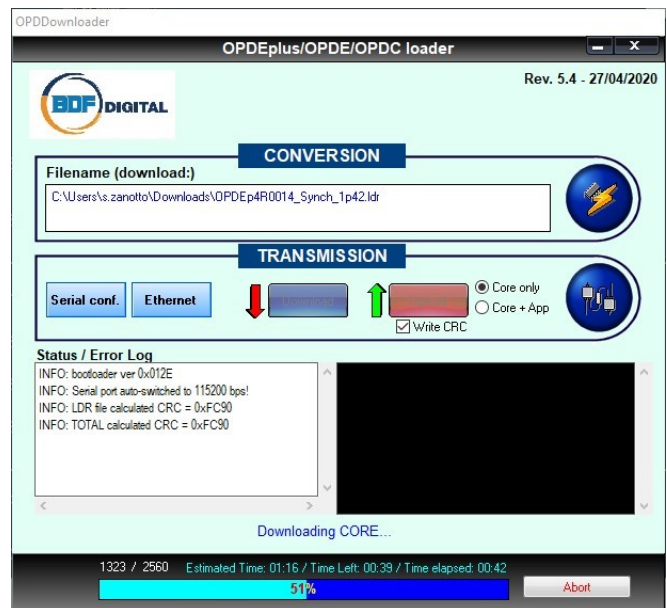 OPDDownloader
OPDEplus/OPDE/OPDC loader
Rev. 5.4 - 27/04/2020
BDF DIGITAL
CONVERSION
Filename (download:)
C:\Users\s.zanotto\Downloads\OPDEp4R0014_Synch_1p42.ldr
TRANSMISSION
Serial conf.
Ethernet
Download
Core only
Core + App
Write CRC
Status / Error Log
INFO: bootloader ver 0x012E
INFO: Serial port auto-switched to 115200 bps!
INFO: LDR file calculated CRC = 0xFC90
INFO: TOTAL calculated CRC = 0xFC90
Downloading CORE...
1323 / 2560 Estimated Time: 01:16 / Time Left: 00:39 / Time elapsed: 00:42
51%
Abort